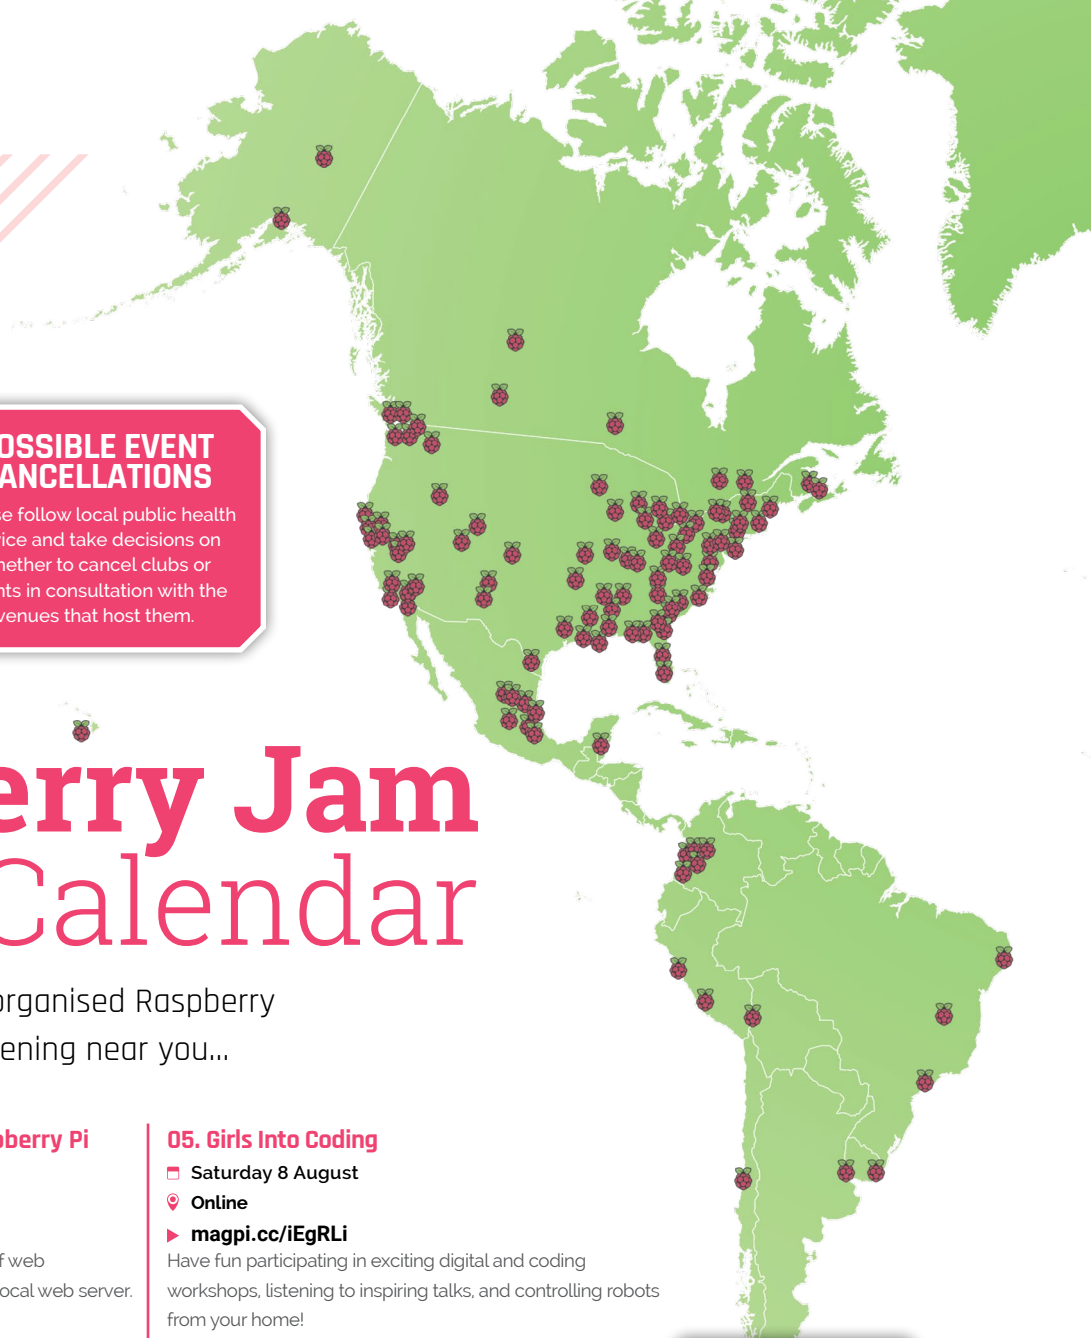 OSSIBLE EVENT
ANCELLATIONS
se follow local public health
ice and take decisions on
hether to cancel clubs or
nts in consultation with the
venues that host them.
erry Jam
Calendar
organised Raspberry
ening near you...
berry Pi
f web
ocal web server.
05. Girls Into Coding
Saturday 8 August
Online
magpi.cc/iEgRLi
Have fun participating in exciting digital and coding
workshops, listening to inspiring talks, and controlling robots
from your home!